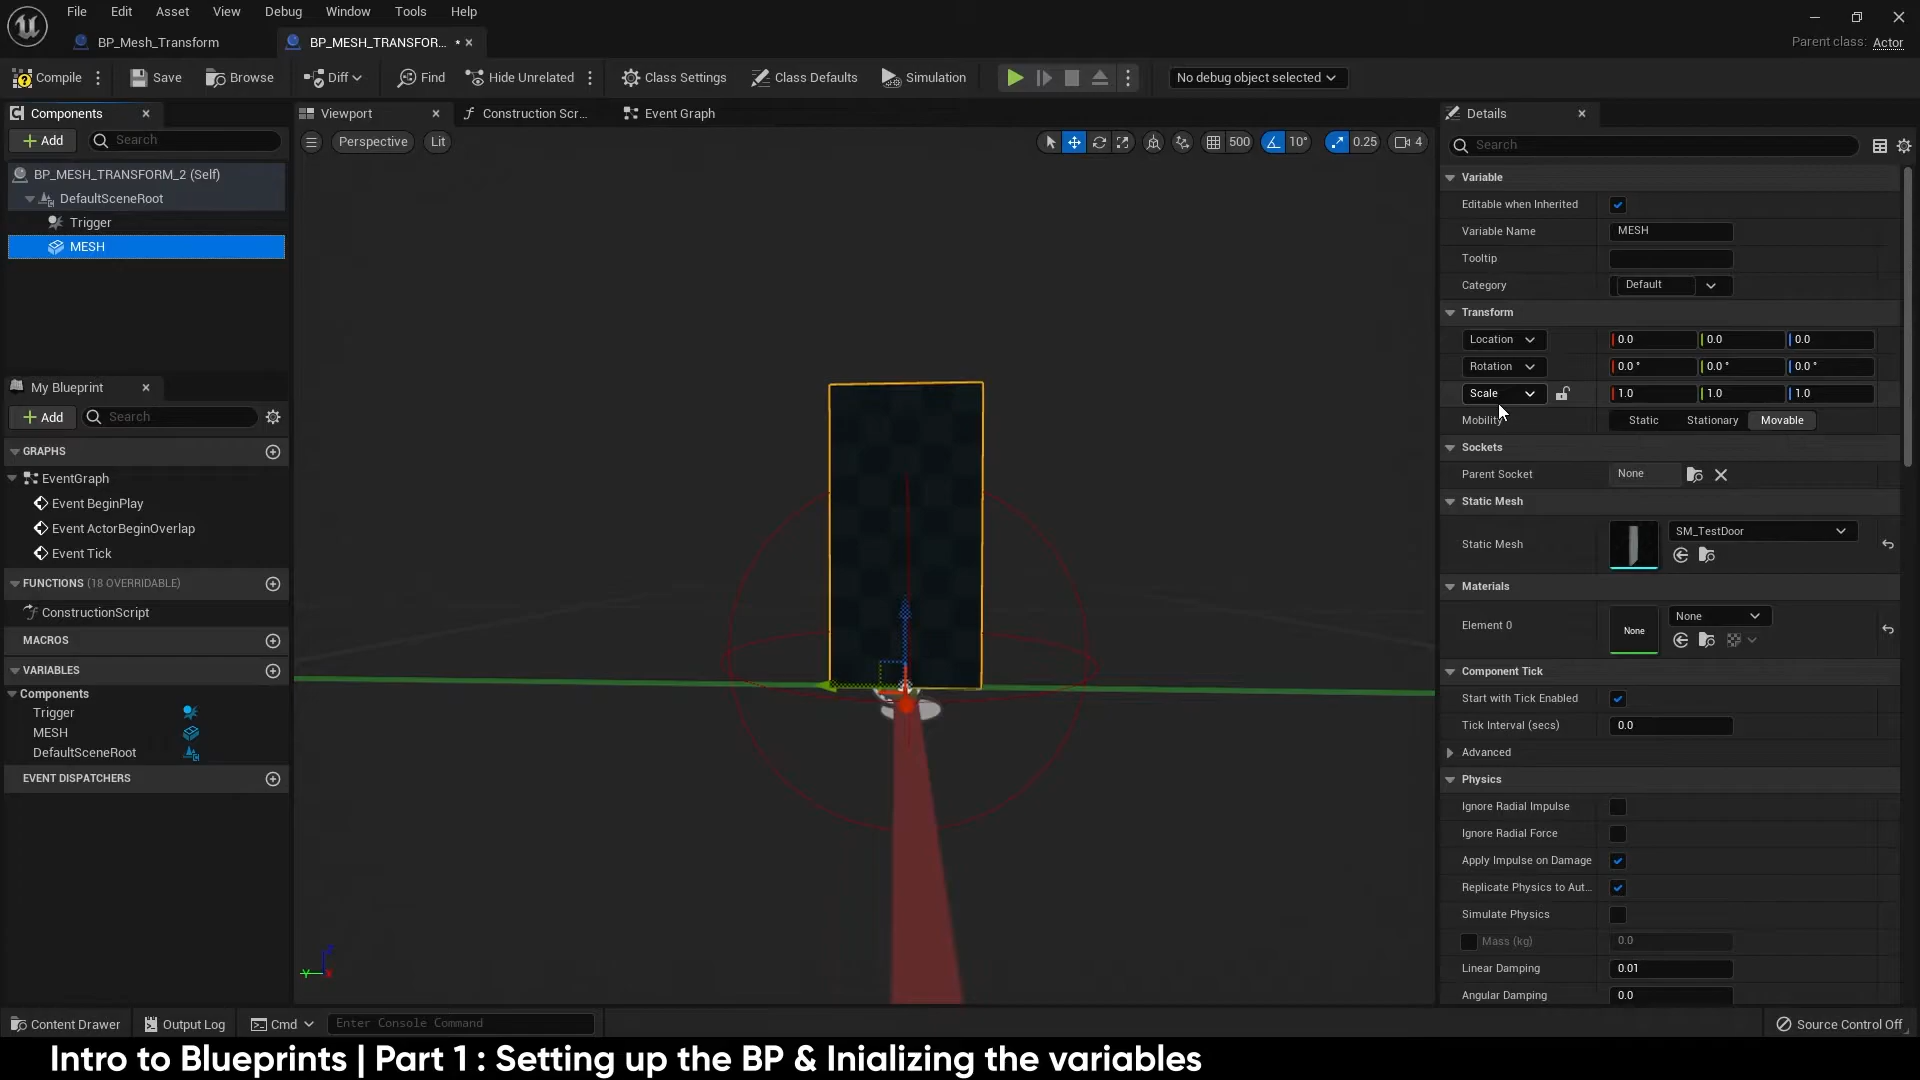 File Edit Asset View Debug Window Tools Help
BP_Mesh_Transform
BP_MESH_TRANSFOR... *
Parent class: Actor
Compile Save Browse Diff Find Hide Unrelated Class Settings Class Defaults Simulation No debug object selected
Components
Add Search
BP_MESH_TRANSFORM_2 (Self)
DefaultSceneRoot
Trigger
MESH
My Blueprint
Add Search
GRAPHS
EventGraph
Event BeginPlay
Event ActorBeginOverlap
Event Tick
FUNCTIONS (18 OVERRIDABLE)
ConstructionScript
MACROS
VARIABLES
Components
Trigger
MESH
DefaultSceneRoot
EVENT DISPATCHERS
Viewport Construction Scr... Event Graph
Perspective Lit 500 10° 0.25 4
Y
Details
Search
Variable
Editable when Inherited
Variable Name MESH
Tooltip
Category Default
Transform
Location 0.0 0.0 0.0
Rotation 0.0 ° 0.0 ° 0.0 °
Scale 1.0 1.0 1.0
Mobility Static Stationary Movable
Sockets
Parent Socket None
Static Mesh
Static Mesh SM_TestDoor
Materials
Element 0 None None
Component Tick
Start with Tick Enabled
Tick Interval (secs) 0.0
Advanced
Physics
Ignore Radial Impulse
Ignore Radial Force
Apply Impulse on Damage
Replicate Physics to Aut...
Simulate Physics
Mass (kg) 0.0
Linear Damping 0.01
Angular Damping 0.0
Content Drawer Output Log Cmd Enter Console Command Source Control Off
Intro to Blueprints | Part 1 : Setting up the BP & Inializing the variables